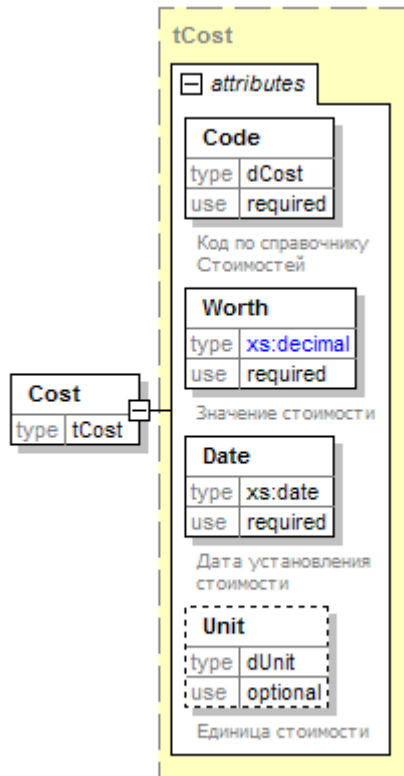 tCost
attributes
Code
type dCost
use required
Код по справочнику
Стоимостей
Worth
type xs:decimal
use required
Значение стоимости
Cost
type tCost
Date
type xs:date
use required
Дата установления
стоимости
Unit
type dUnit
use optional
Единица стоимости